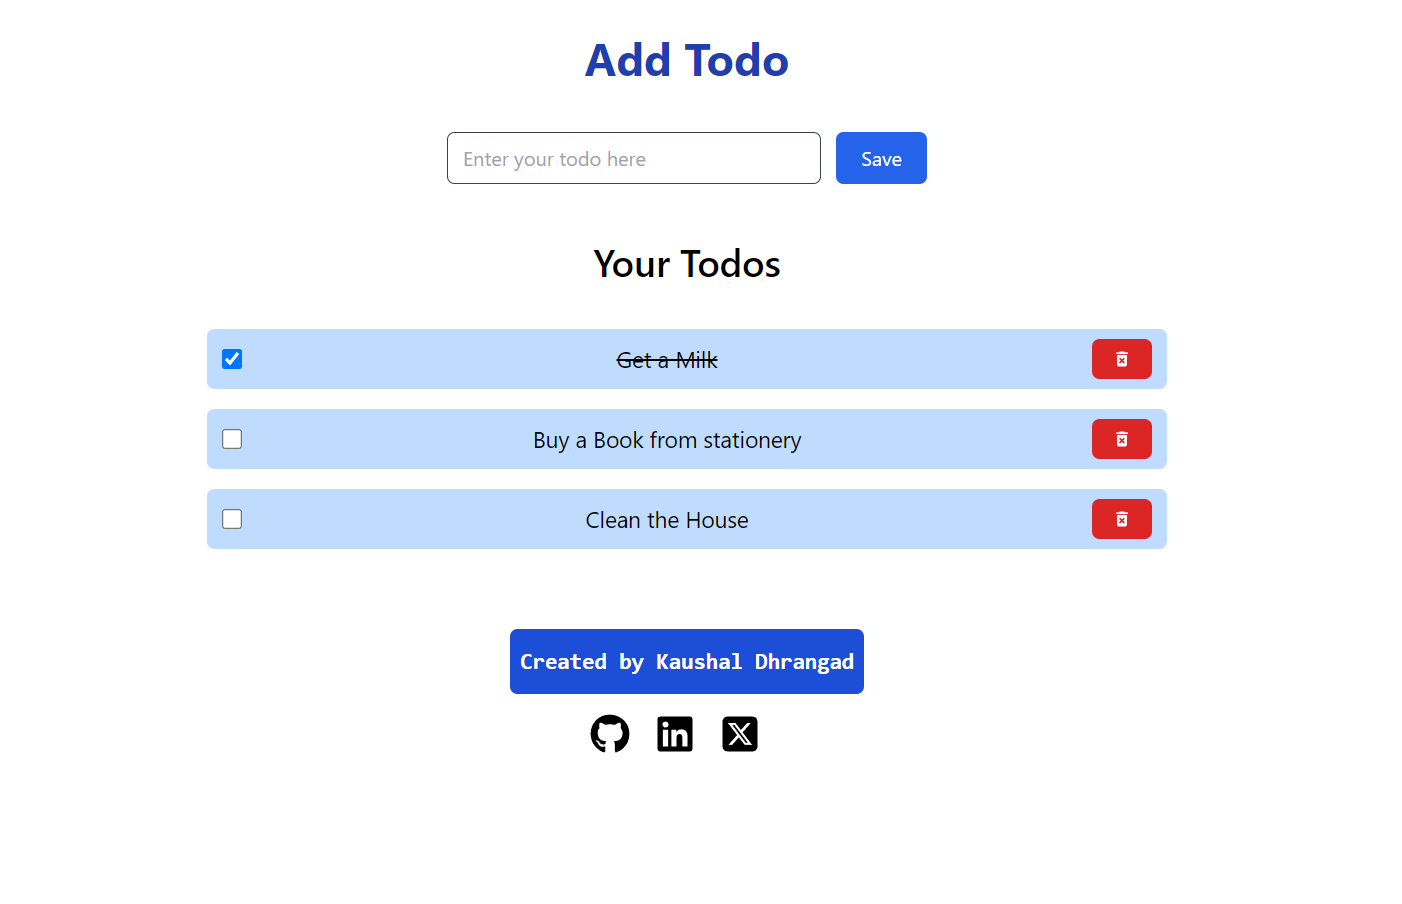 Add Todo
Enter your todo here
Save
Your Todos
Get a Milk
Buy a Book from stationery
Clean the House
Created by Kaushal Dhrangad